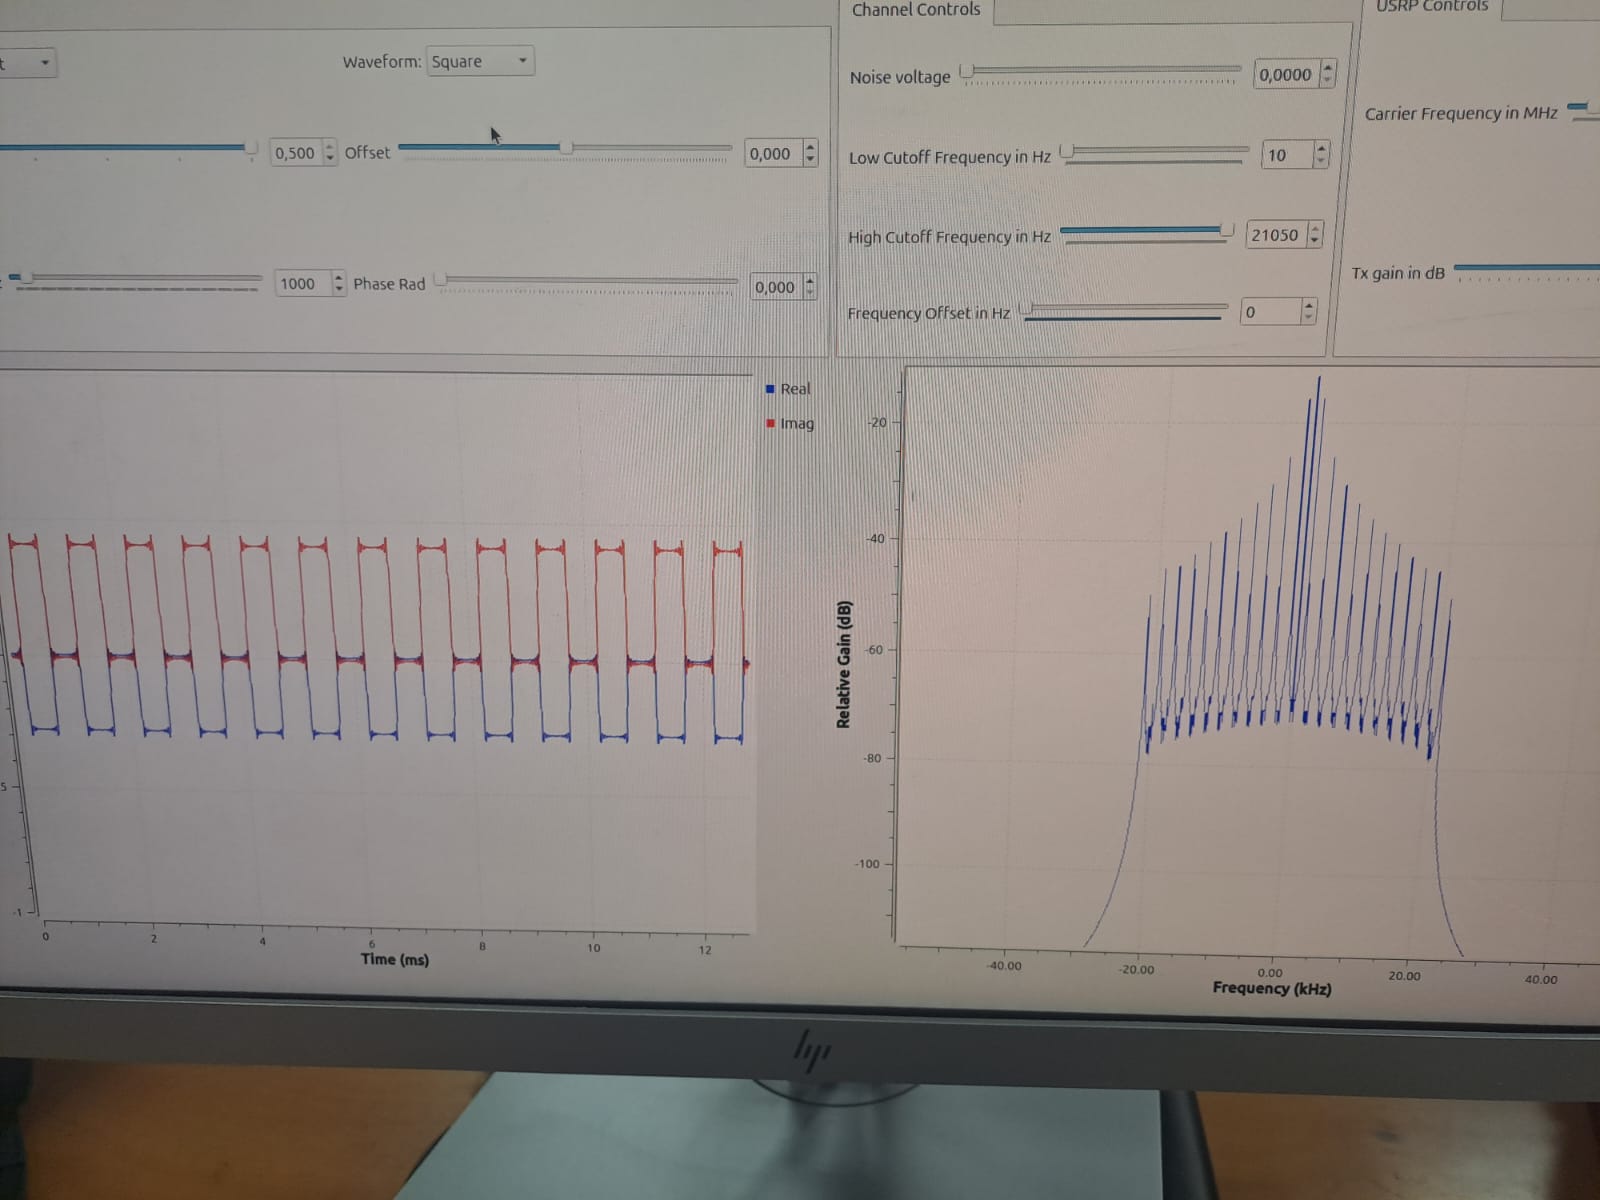 Channel Controls
USRP Controls
t
Waveform: Square
Noise voltage 0,0000
Carrier Frequency in MHz
0,500 Offset 0,000
Low Cutoff Frequency in Hz 10
High Cutoff Frequency in Hz 21050
Tx gain in dB
1000 Phase Rad 0,000
Frequency Offset in Hz 0
Real
Imag
-20
-40
-60
-80
-100
Relative Gain (dB)
5
-1
0 2 4 6 8 10 12
Time (ms)
-40.00 -20.00 0.00 20.00 40.00
Frequency (kHz)
hp